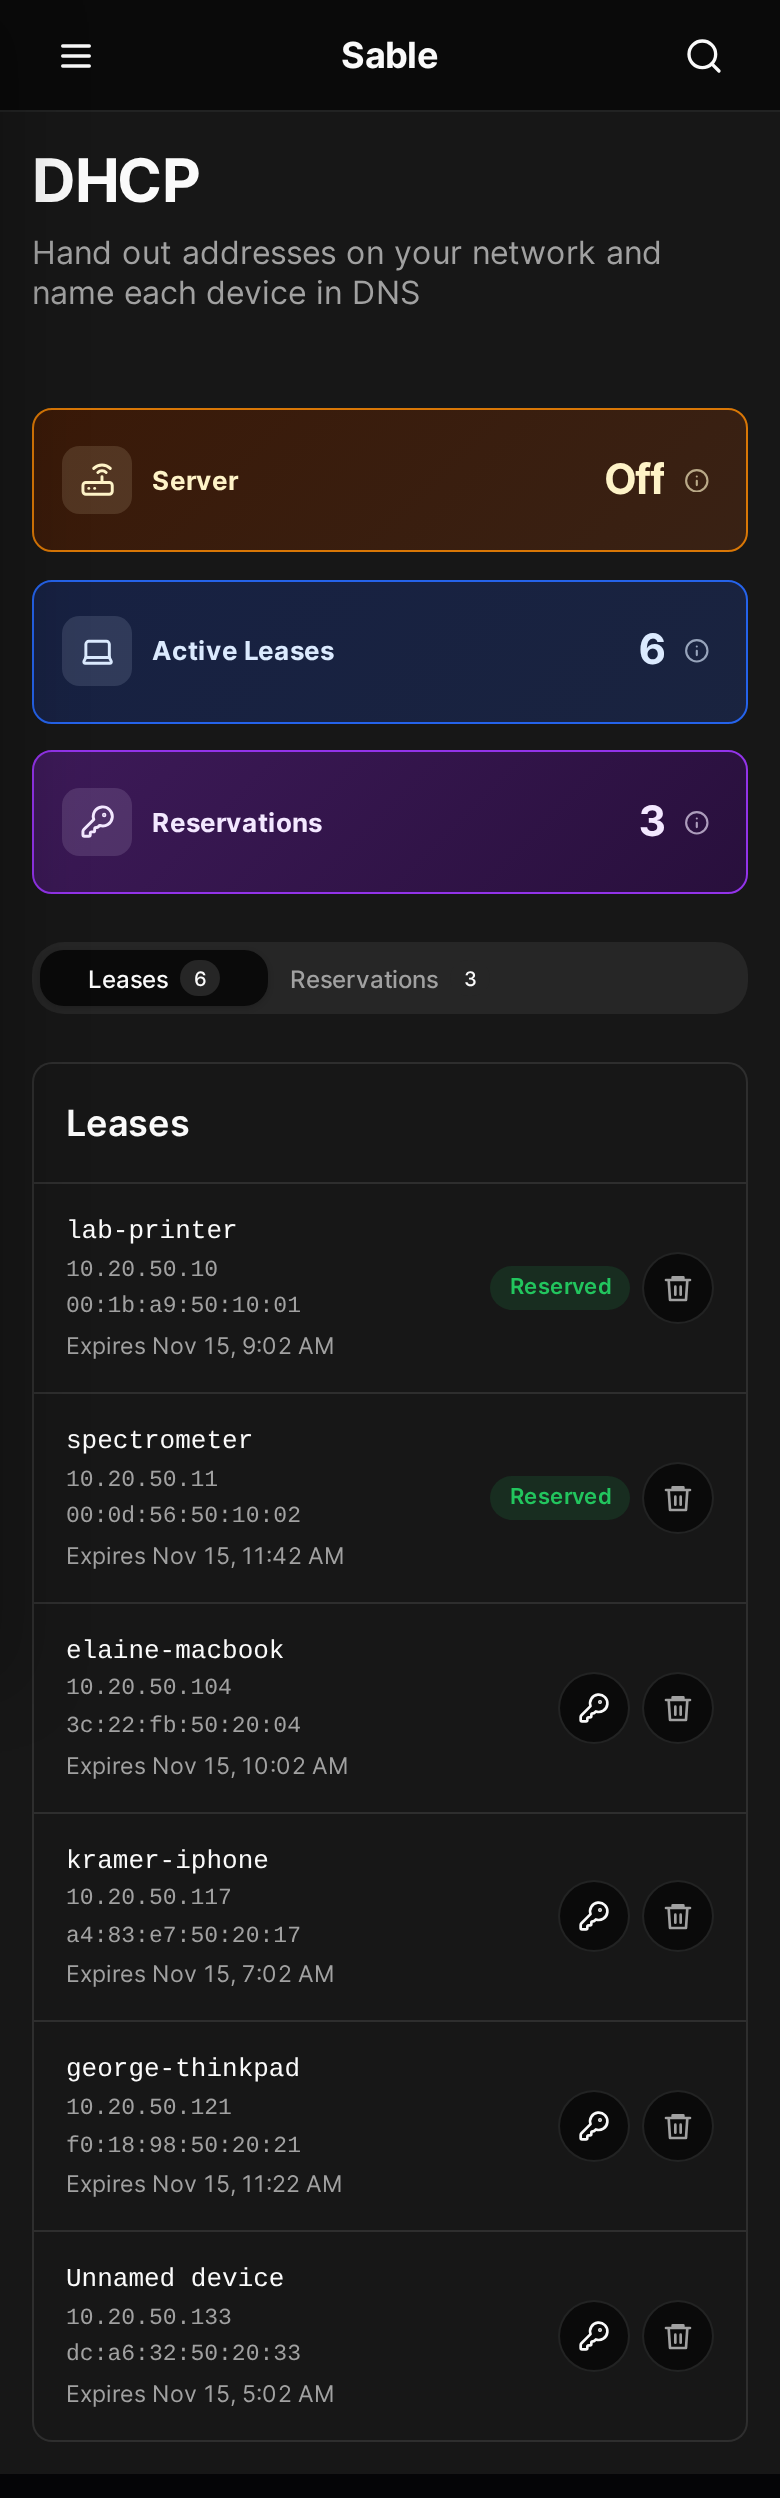 Sable
DHCP
Hand out addresses on your network and
name each device in DNS
Server
Off
Active Leases
6
Reservations
3
Leases 6 Reservations 3
Leases
lab-printer
10.20.50.10
00:1b:a9:50:10:01
Expires Nov 15, 9:02 AM
Reserved
spectrometer
10.20.50.11
00:0d:56:50:10:02
Expires Nov 15, 11:42 AM
Reserved
elaine-macbook
10.20.50.104
3c:22:fb:50:20:04
Expires Nov 15, 10:02 AM
kramer-iphone
10.20.50.117
a4:83:e7:50:20:17
Expires Nov 15, 7:02 AM
george-thinkpad
10.20.50.121
f0:18:98:50:20:21
Expires Nov 15, 11:22 AM
Unnamed device
10.20.50.133
dc:a6:32:50:20:33
Expires Nov 15, 5:02 AM